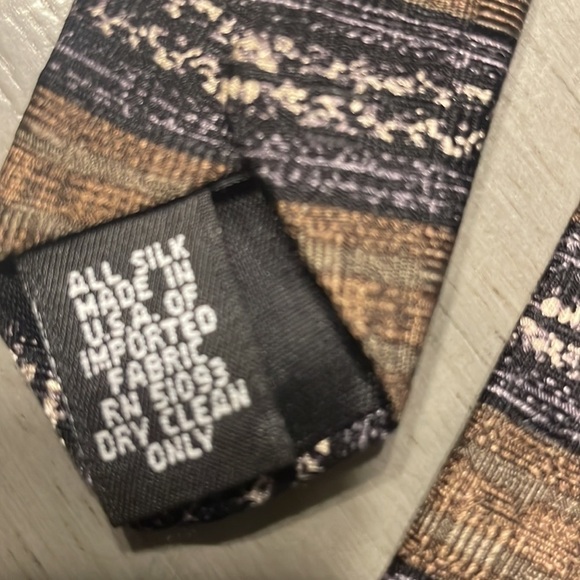 ALL SILK
MADE IN
U.S.A. OF
IMPORTED
FABRIC
RN 51093
DRY CLEAN
ONLY